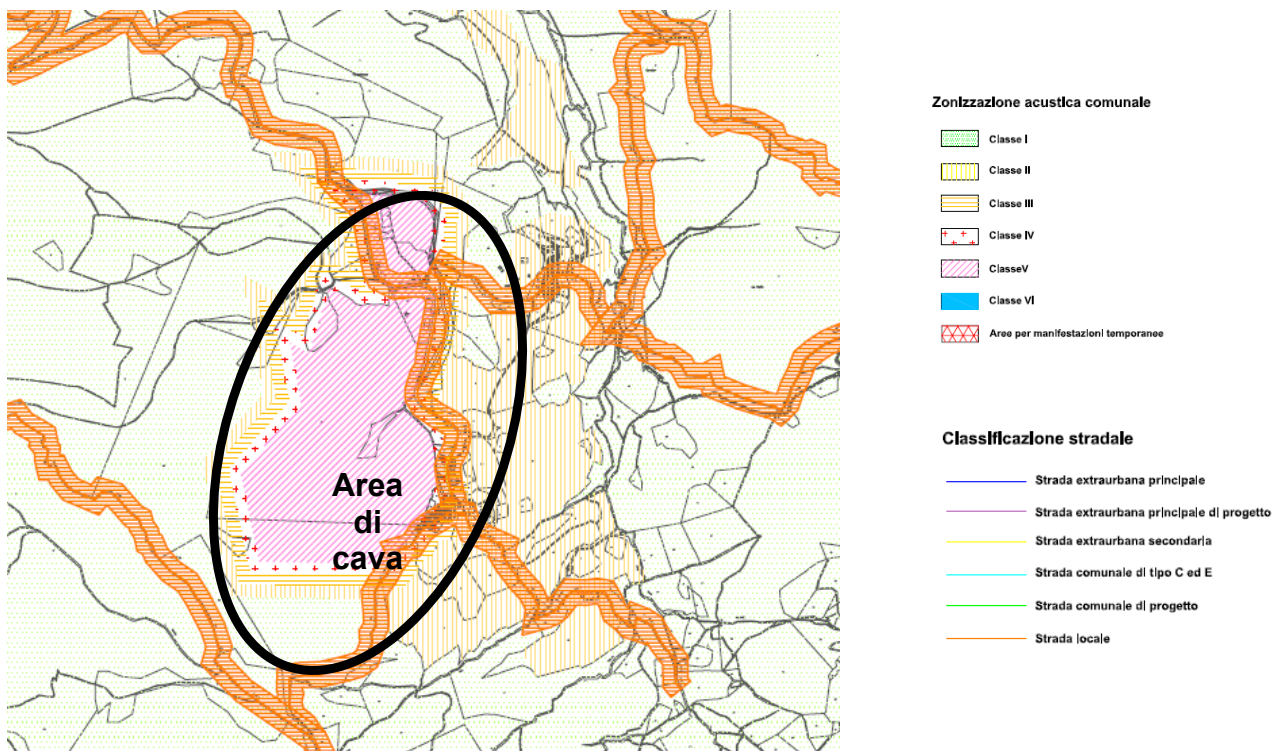 Area
di
cava
Zonizzazione acustica comunale
Classe I
Classe II
Classe III
Classe IV
ClasseV
Classe VI
Aree per manifestazioni temporanee
Classificazione stradale
Strada extraurbana principale
Strada extraurbana principale di progetto
Strada extraurbana secondaria
Strada comunale di tipo C ed E
Strada comunale di progetto
Strada locale